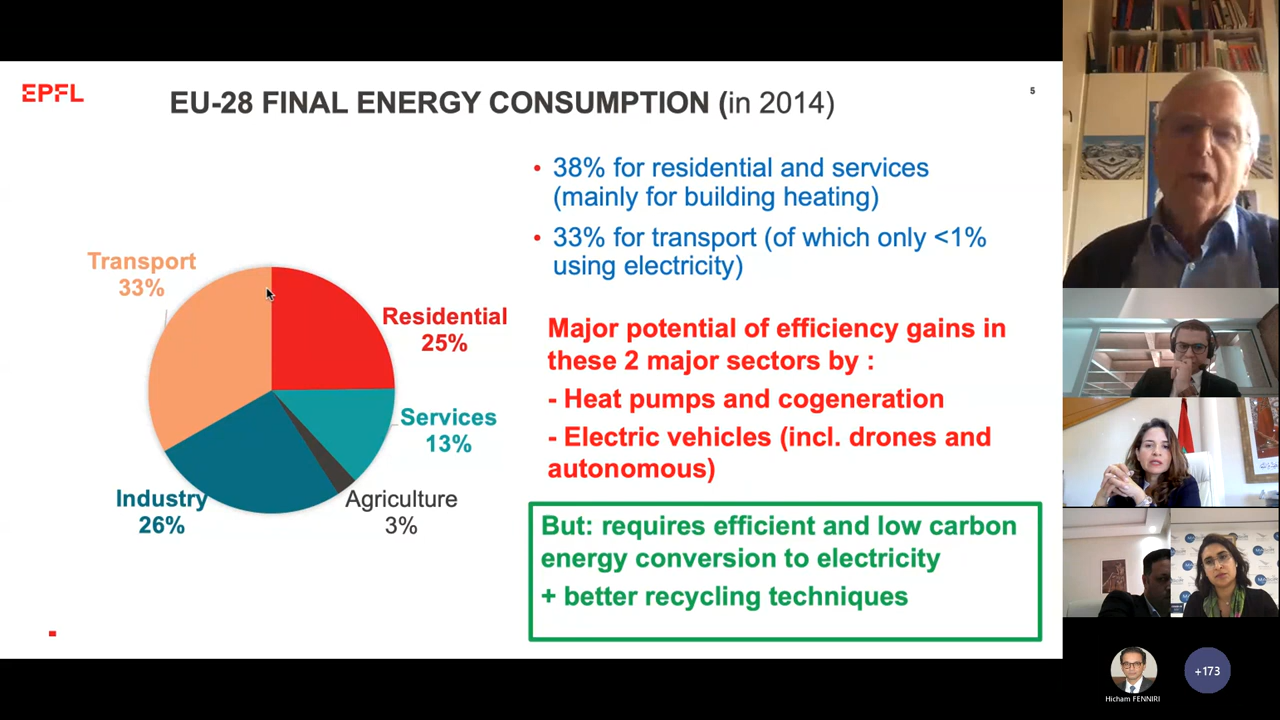 EPFL
EU-28 FINAL ENERGY CONSUMPTION (in 2014)
5
• 38% for residential and services
(mainly for building heating)
• 33% for transport (of which only <1%
using electricity)
Transport
33%
Residential
25%
Services
13%
Industry
26%
Agriculture
3%
Major potential of efficiency gains in
these 2 major sectors by :
- Heat pumps and cogeneration
- Electric vehicles (incl. drones and
autonomous)
But: requires efficient and low carbon
energy conversion to electricity
+ better recycling techniques
Hicham FENNIRI
+173